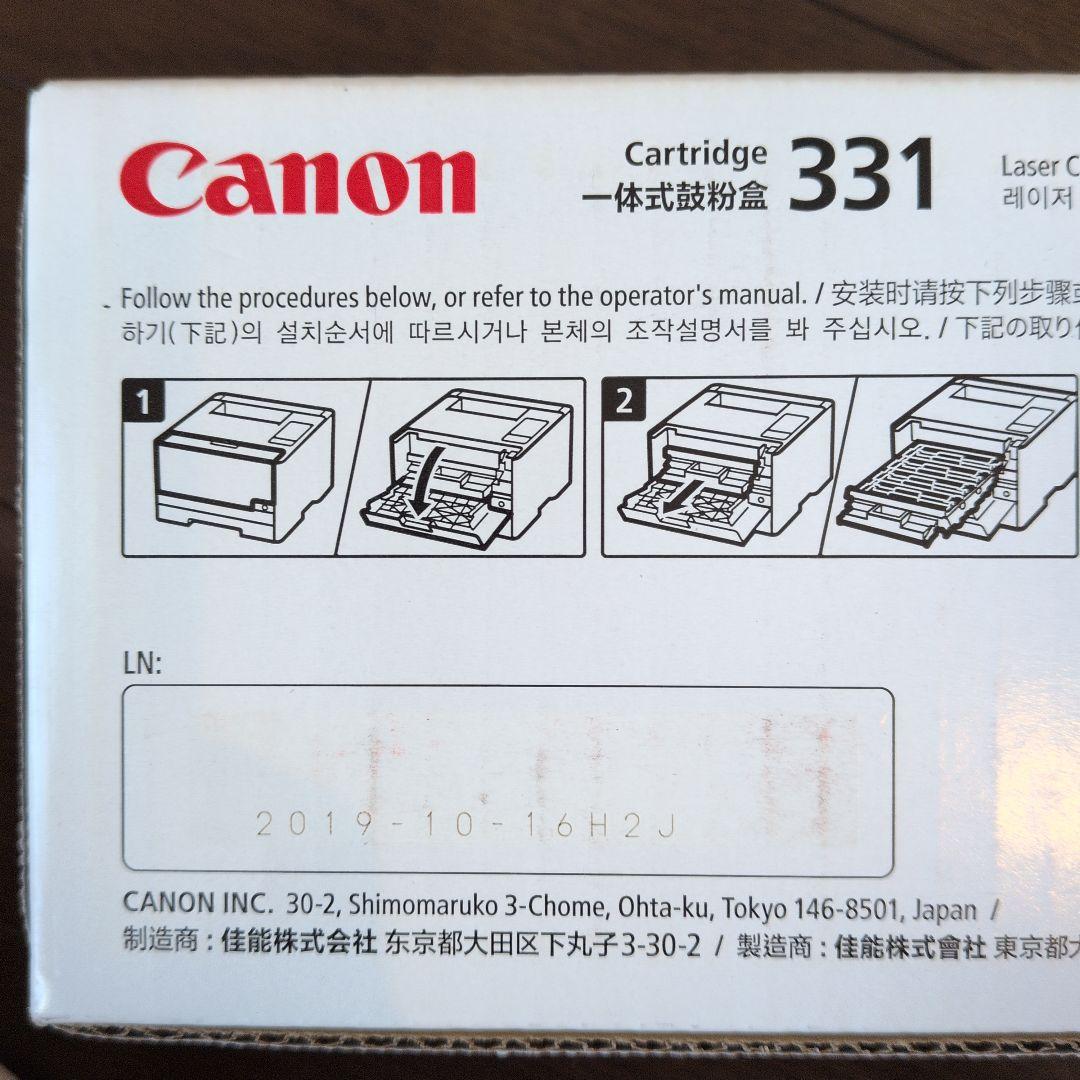 Canon
Cartridge 331
一体式鼓粉盒
Laser
레이저
Follow the procedures below, or refer to the operator's manual. / 安装时请按下列步骤或
하기(下記)의 설치순서에 따르시거나 본체의 조작설명서를 봐 주십시오. / 下記の取り
1
2
LN:
2019-10-16H2J
CANON INC. 30-2, Shimomaruko 3-Chome, Ohta-ku, Tokyo 146-8501, Japan /
制造商 : 佳能株式会社 东京都大田区下丸子3-30-2 / 製造商 : 佳能株式會社 東京都大